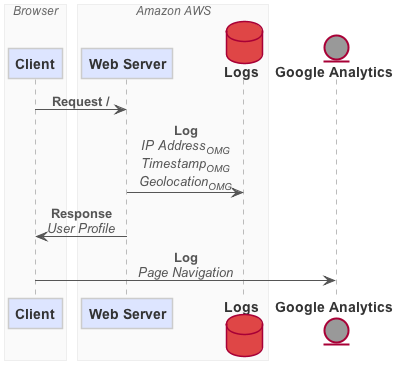 Browser
Amazon AWS
Client
Web Server
Logs
Google Analytics
Request /
Log
IP Address OMG
Timestamp OMG
Geolocation OMG
Response
User Profile
Log
Page Navigation
Client
Web Server
Logs
Google Analytics